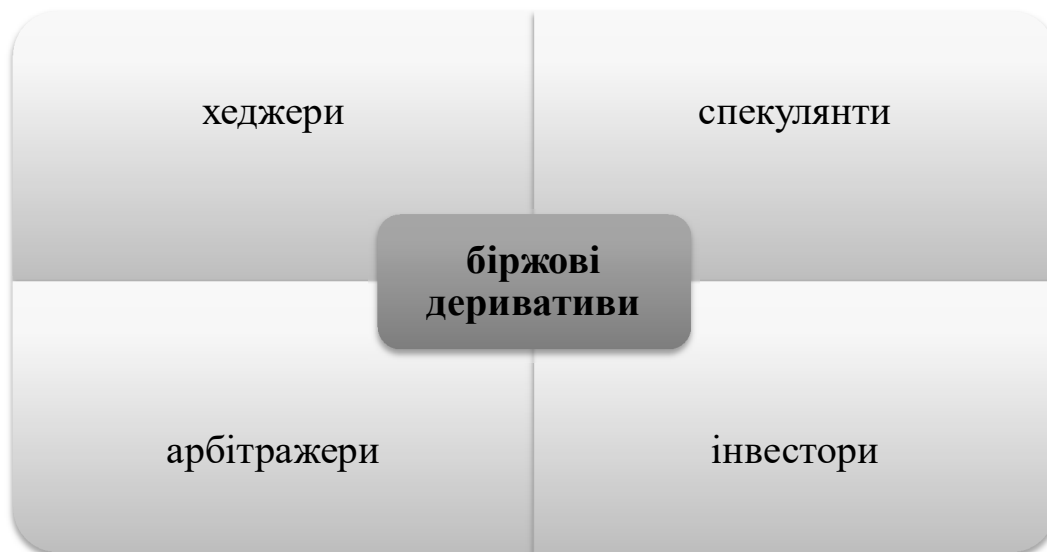 хеджери
спекулянти
біржові
деривативи
арбітражери
інвестори